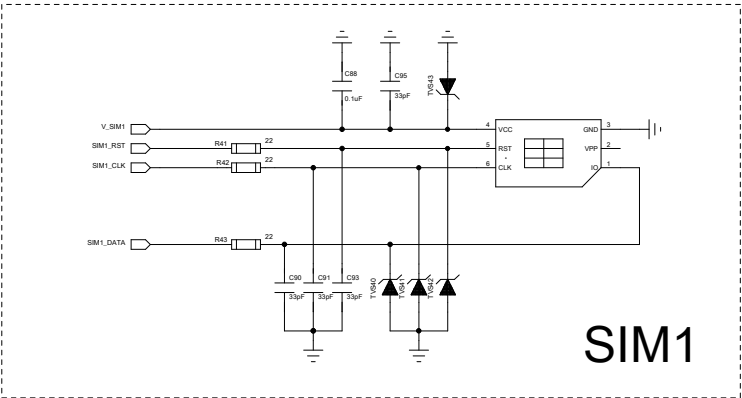 C88
0.1uF
C95
33pF
TVS43
V_SIM1
SIM1_RST
R41
22
SIM1_CLK
R42
22
4
VCC
5
RST
6
CLK
GND
3
VPP
2
IO
1
SIM1_DATA
R43
22
C90
33pF
C91
33pF
C93
33pF
TVS40
TVS41
TVS42
SIM1